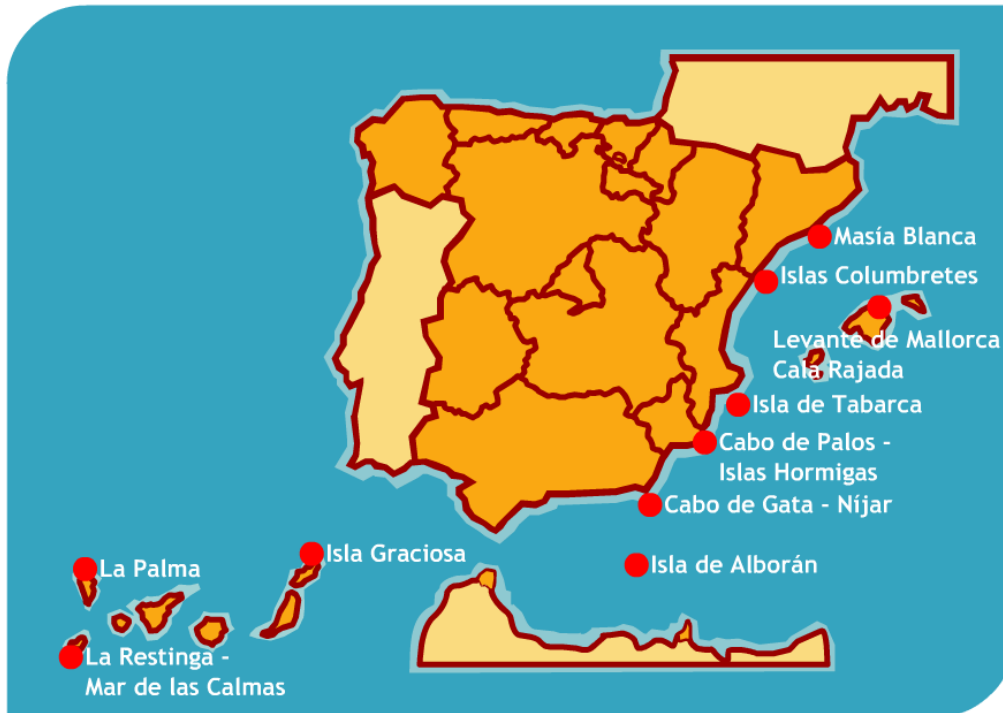 Masía Blanca
Islas Columbretes
Levante de Mallorca
Cala Rajada
Isla de Tabarca
Cabo de Palos -
Islas Hormigas
Cabo de Gata - Níjar
Isla Graciosa
Isla de Alborán
La Palma
La Restinga -
Mar de las Calmas